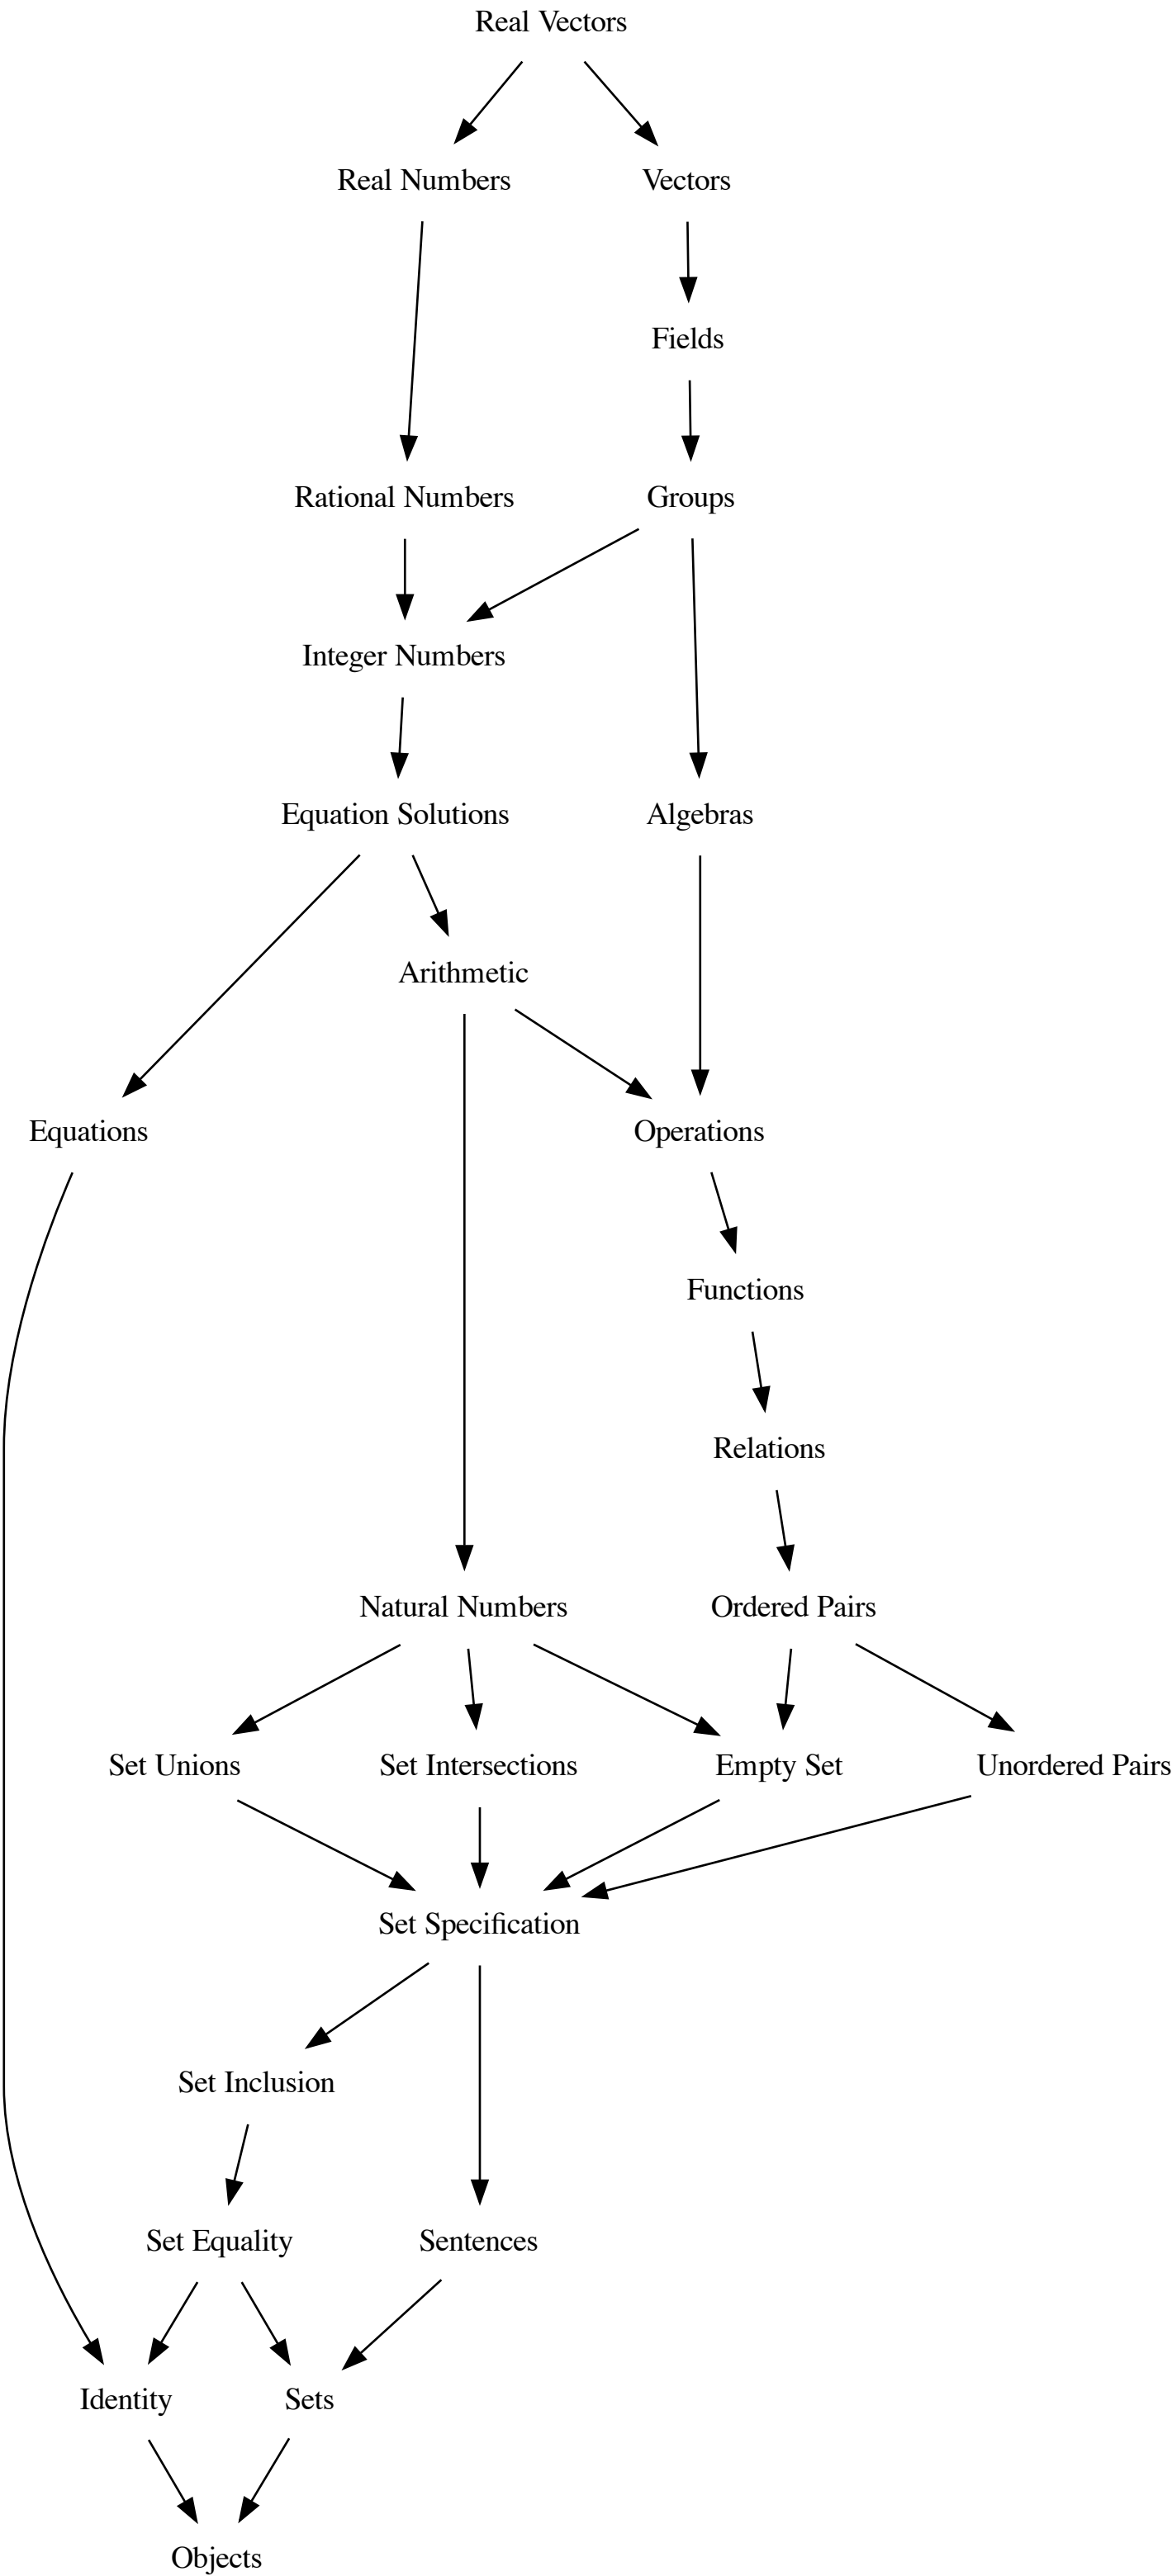 Real Vectors
Real Numbers
Vectors
Fields
Rational Numbers
Groups
Integer Numbers
Equation Solutions
Algebras
Arithmetic
Equations
Operations
Functions
Relations
Natural Numbers
Ordered Pairs
Set Unions
Set Intersections
Empty Set
Unordered Pairs
Set Specification
Set Inclusion
Set Equality
Sentences
Identity
Sets
Objects